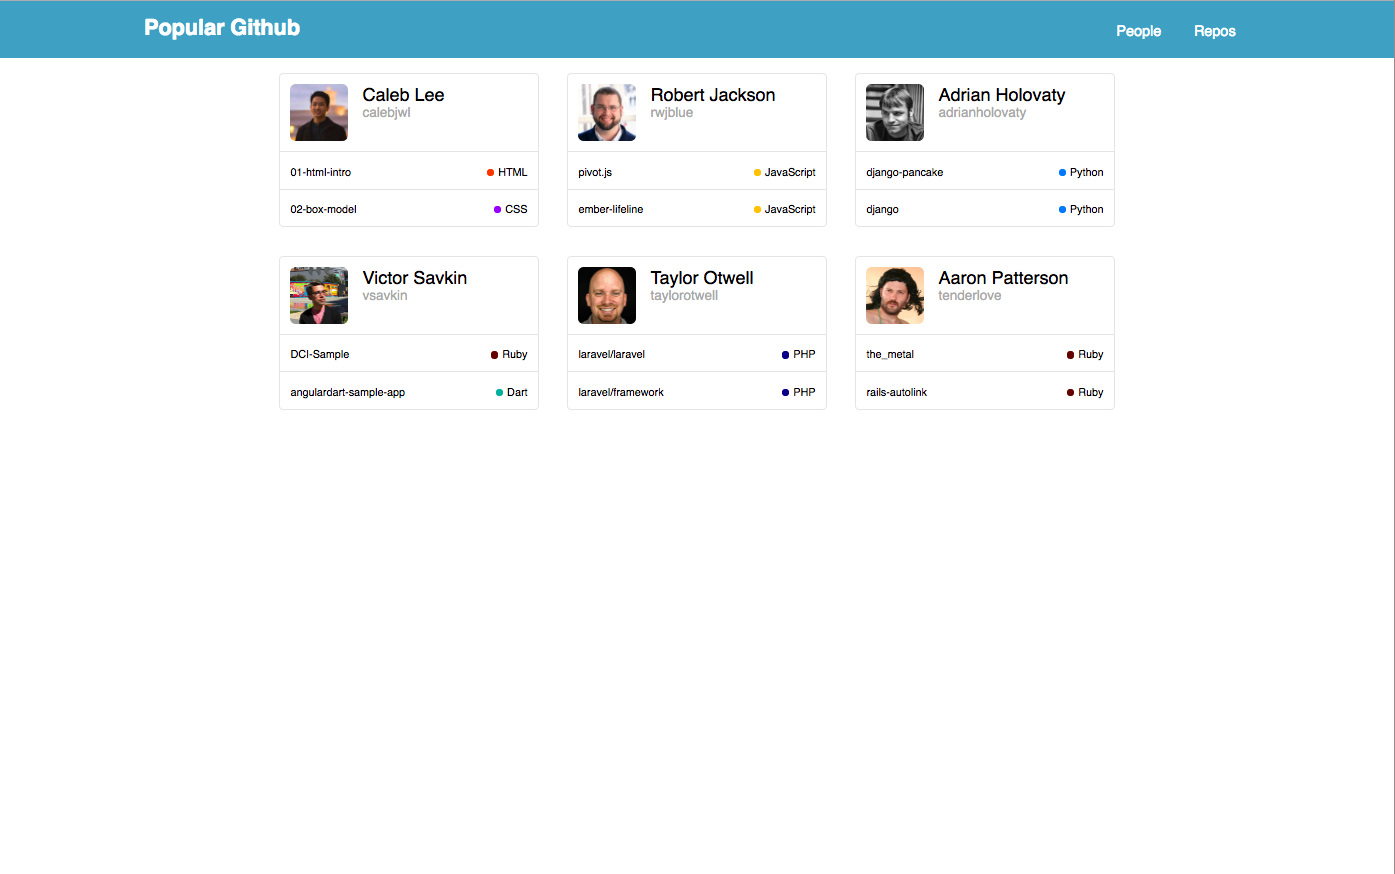 Popular Github
People
Repos
Caleb Lee
calebjwl
01-html-intro
HTML
02-box-model
CSS
Robert Jackson
rwjblue
pivot.js
JavaScript
ember-lifeline
JavaScript
Adrian Holovaty
adrianholovaty
django-pancake
Python
django
Python
Victor Savkin
vsavkin
DCI-Sample
Ruby
angulardart-sample-app
Dart
Taylor Otwell
taylorotwell
laravel/laravel
PHP
laravel/framework
PHP
Aaron Patterson
tenderlove
the_metal
Ruby
rails-autolink
Ruby